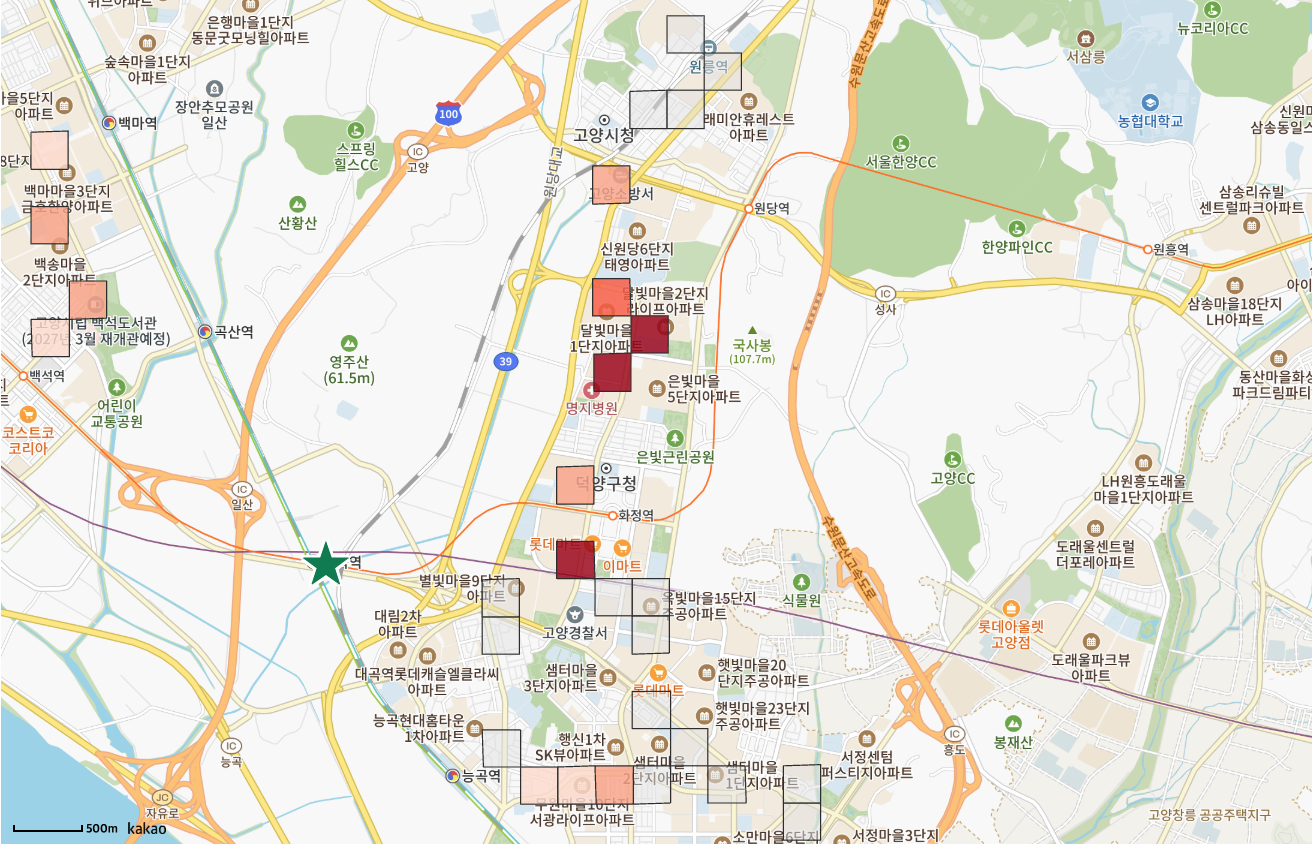 은행마을1단지
동문굿모닝힐아파트
숲속마을1단지
아파트
장안추모공원
일산
을5단지
아파트
백마역
8단지
백마마을3단지
금호한양아파트
백송마을
2단지아파트
고양시립 백석도서관
(2027년 3월 재개관예정)
백석역
어린이
교통공원
코스트코
코리아
곡산역
스프링
힐스CC
산황산
영주산
(61.5m)
100
IC
고양
39
원당대로
IC
일산
원릉역
고양시청
래미안휴레스트
아파트
고양소방서
신원당6단지
태영아파트
원당역
달빛마을2단지
라이프아파트
달빛마을
1단지아파트
국사봉
(107.7m)
은빛마을
5단지아파트
명지병원
은빛근린공원
덕양구청
화정역
롯데마트
이마트
역
별빛마을9단지
아파트
옥빛마을15단지
주공아파트
고양경찰서
대림2차
아파트
대곡역롯데캐슬엘클라씨
아파트
샘터마을
3단지아파트
햇빛마을20
단지주공아파트
롯데마트
햇빛마을23단지
주공아파트
능곡현대홈타운
1차아파트
행신1차
SK뷰아파트
샘터마을
2단지아파트
샘터마을
1단지아파트
능곡역
무원마을10단지
서광라이프아파트
소만마을6단지
서정마을3단지
서정센텀
퍼스티지아파트
IC
능곡
JC
자유로
수원문산고속도로
서삼릉
뉴코리아CC
농협대학교
서울한양CC
한양파인CC
삼송리슈빌
센트럴파크아파트
원흥역
삼송마을18단지
LH아파트
IC
성사
고양CC
LH원흥도래울
마을1단지아파트
도래울센트럴
더포레아파트
식물원
수원문산고속도로
롯데아울렛
고양점
도래울파크뷰
아파트
봉재산
IC
흥도
고양창릉 공공주택지구
500m kakao